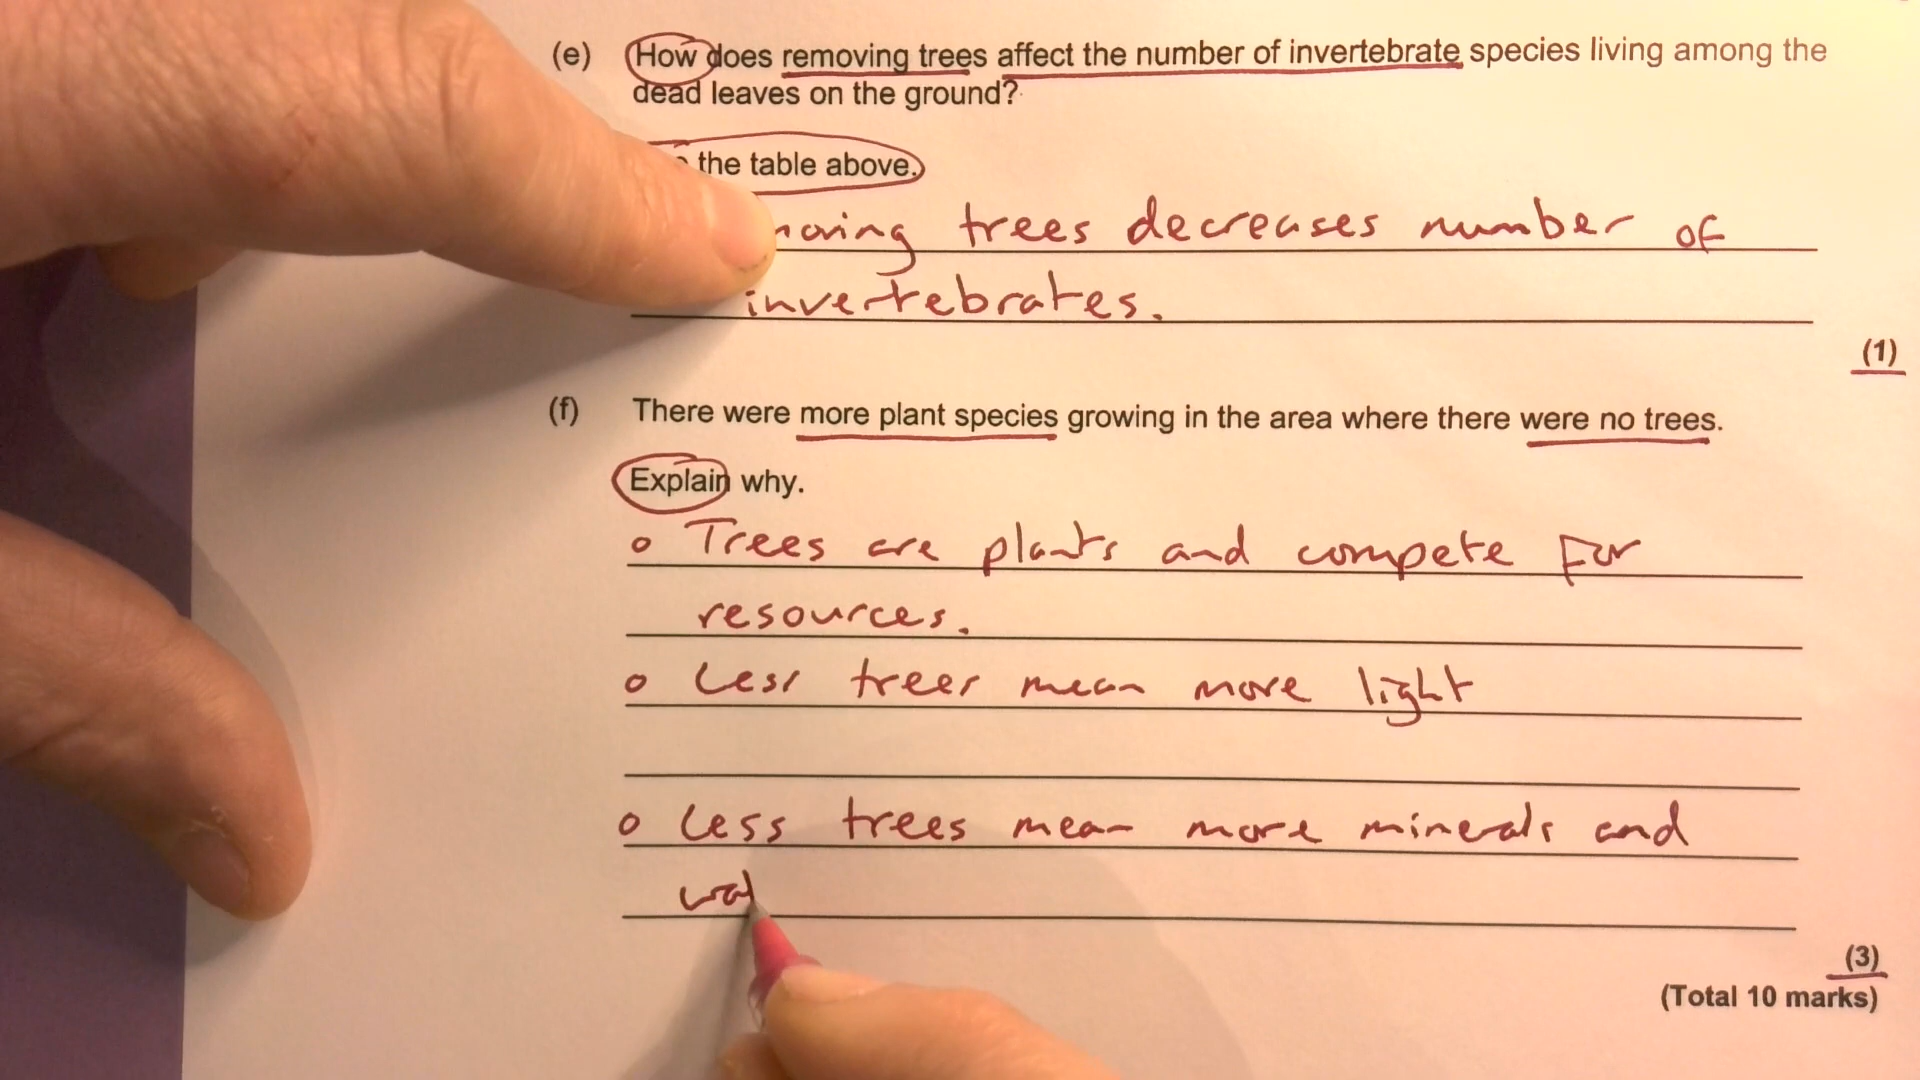 (e) How does removing trees affect the number of invertebrate species living among the
dead leaves on the ground?
the table above.
moving trees decreases number of
invertebrates.
(1)
(f) There were more plant species growing in the area where there were no trees.
Explain why.
o Trees are plants and compete for
resources.
o Less trees mean more light
o Less trees mean more minerals and
wat
(3)
(Total 10 marks)